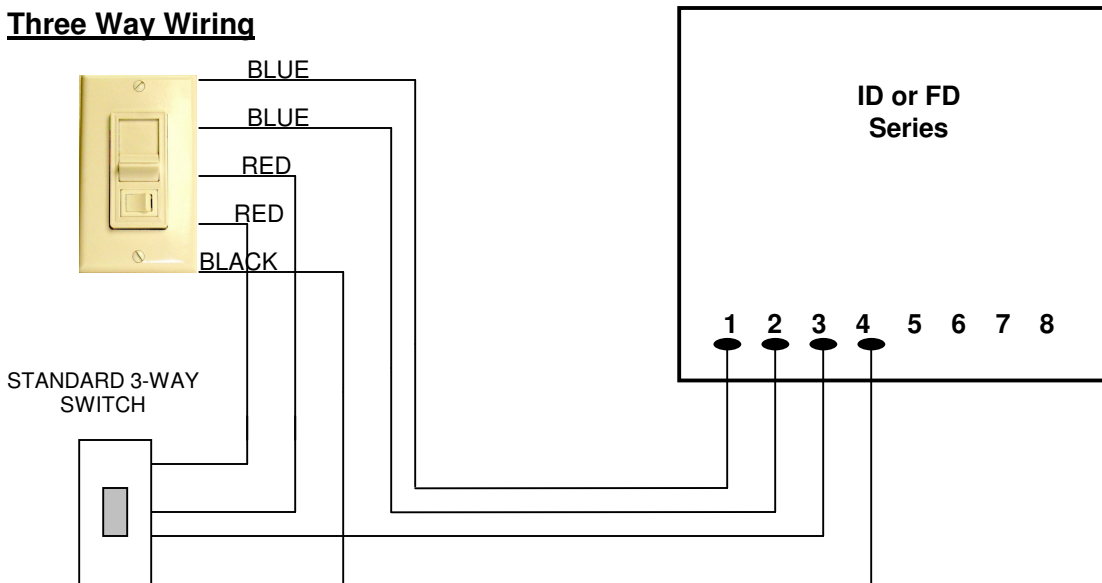 Three Way Wiring
BLUE
BLUE
RED
RED
BLACK
STANDARD 3-WAY
SWITCH
ID or FD
Series
1 2 3 4 5 6 7 8